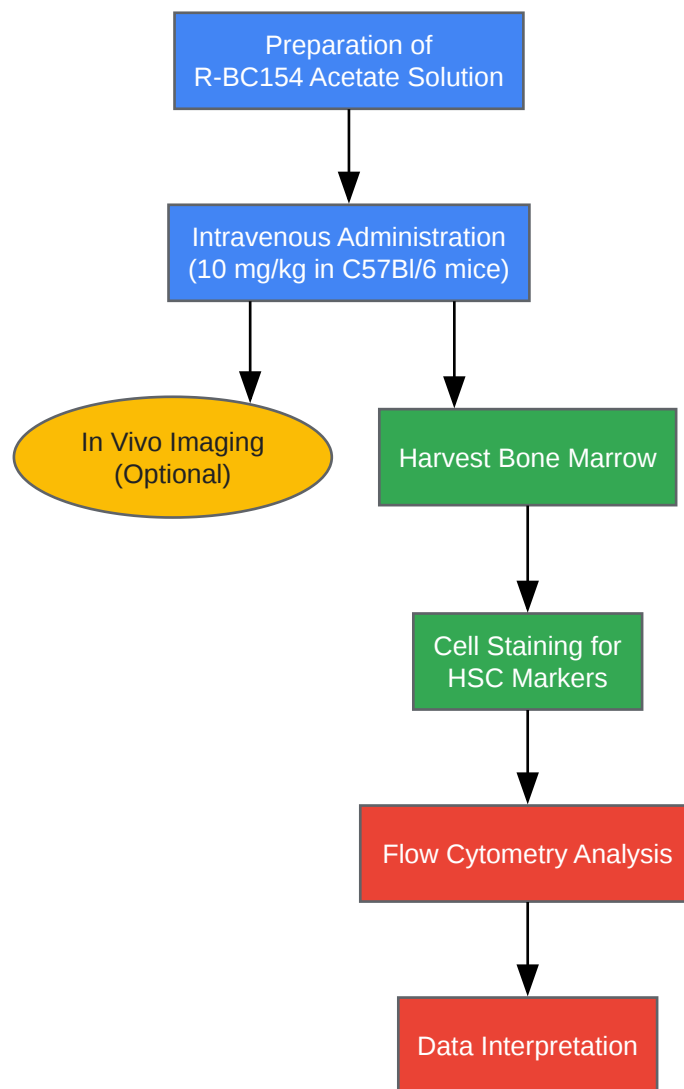 Preparation of
R-BC154 Acetate Solution
Intravenous Administration
(10 mg/kg in C57Bl/6 mice)
In Vivo Imaging
(Optional)
Harvest Bone Marrow
Cell Staining for
HSC Markers
Flow Cytometry Analysis
Data Interpretation